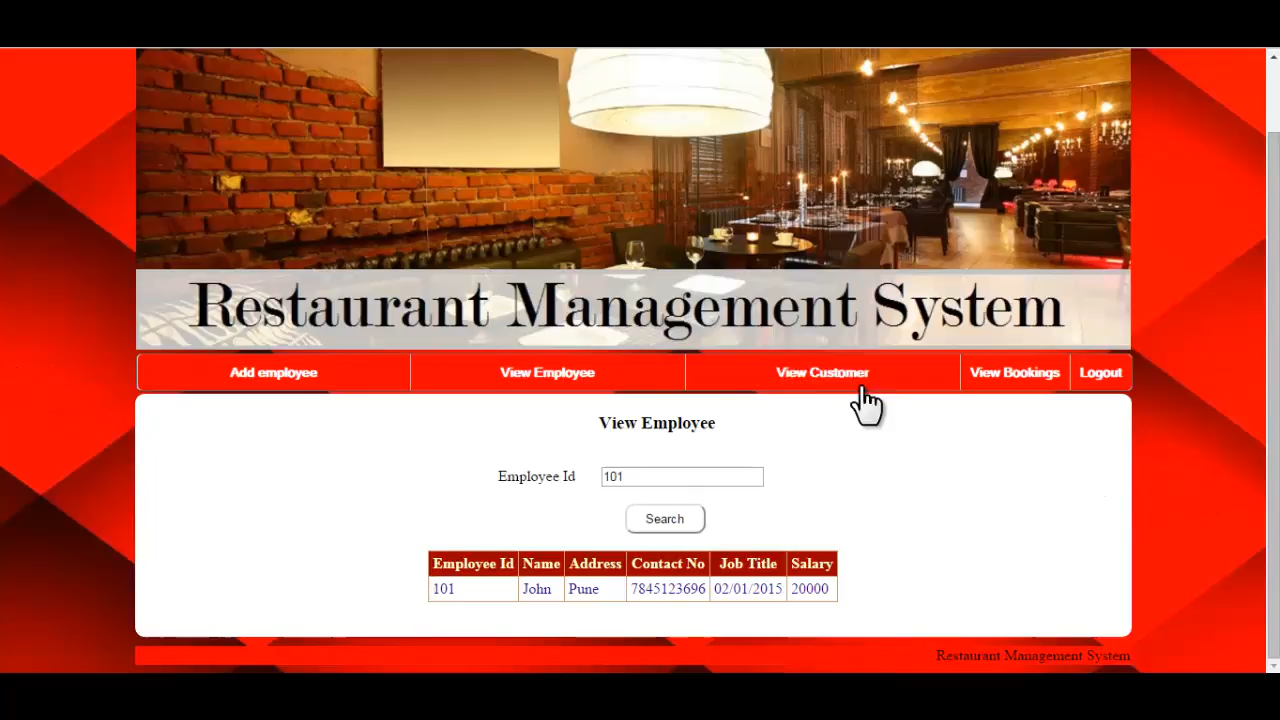 Restaurant Management System
Add employee View Employee View Customer View Bookings Logout
View Employee
Employee Id 101
Search
Employee Id Name Address Contact No Job Title Salary
101 John Pune 7845123696 02/01/2015 20000
Restaurant Management System